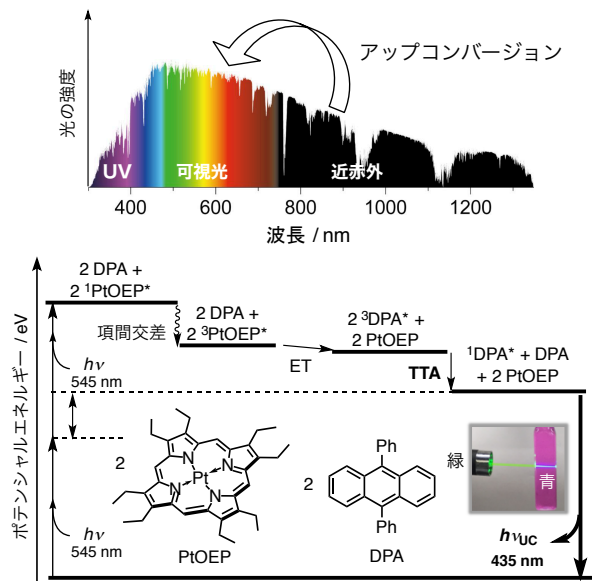 アップコンバージョン
光の強度
UV
可視光
近赤外
400
600
800
1000
1200
波長 / nm
ポテンシャルエネルギー / eV
2 DPA +
2 ¹PtOEP*
項間交差
2 DPA +
2 ³PtOEP*
ET
2 ³DPA* +
2 PtOEP
TTA
¹DPA* + DPA
+ 2 PtOEP
hν
545 nm
hν
545 nm
2
N
N
Pt
N
N
PtOEP
2
Ph
Ph
DPA
緑
青
hνUC
435 nm